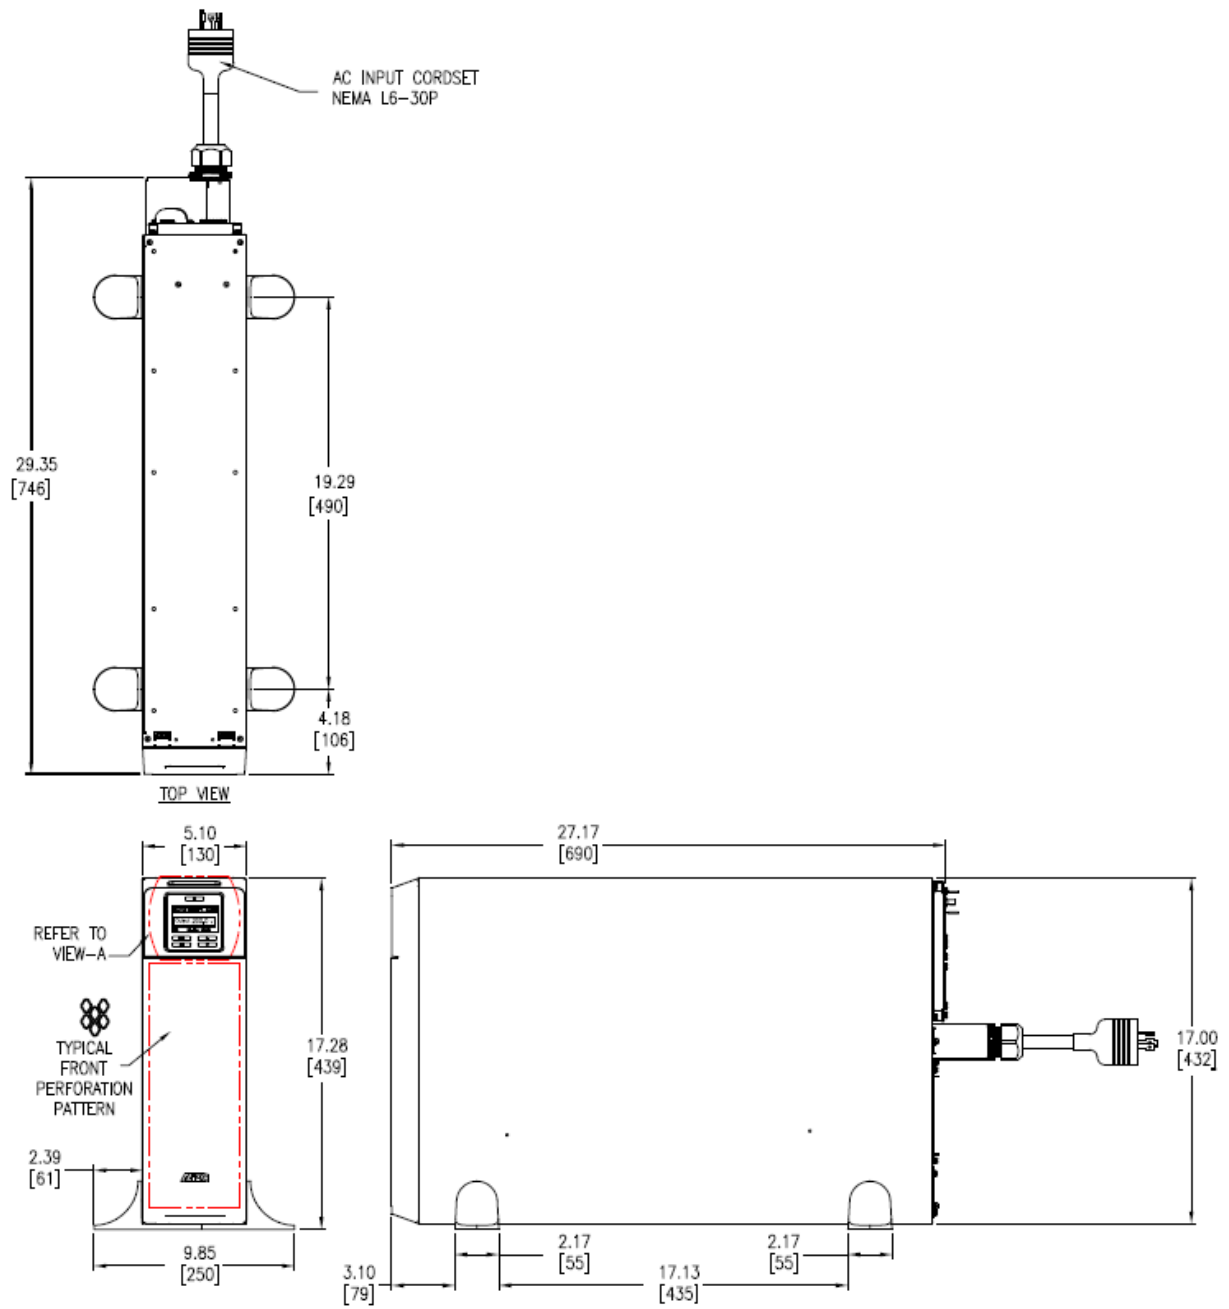 AC INPUT CORDSET
NEMA L6-30P
29.35
[746]
19.29
[490]
4.18
[106]
TOP VIEW
5.10
[130]
27.17
[690]
REFER TO
VIEW-A
TYPICAL
FRONT
PERFORATION
PATTERN
17.28
[439]
17.00
[432]
2.39
[61]
9.85
[250]
3.10
[79]
2.17
[55]
17.13
[435]
2.17
[55]